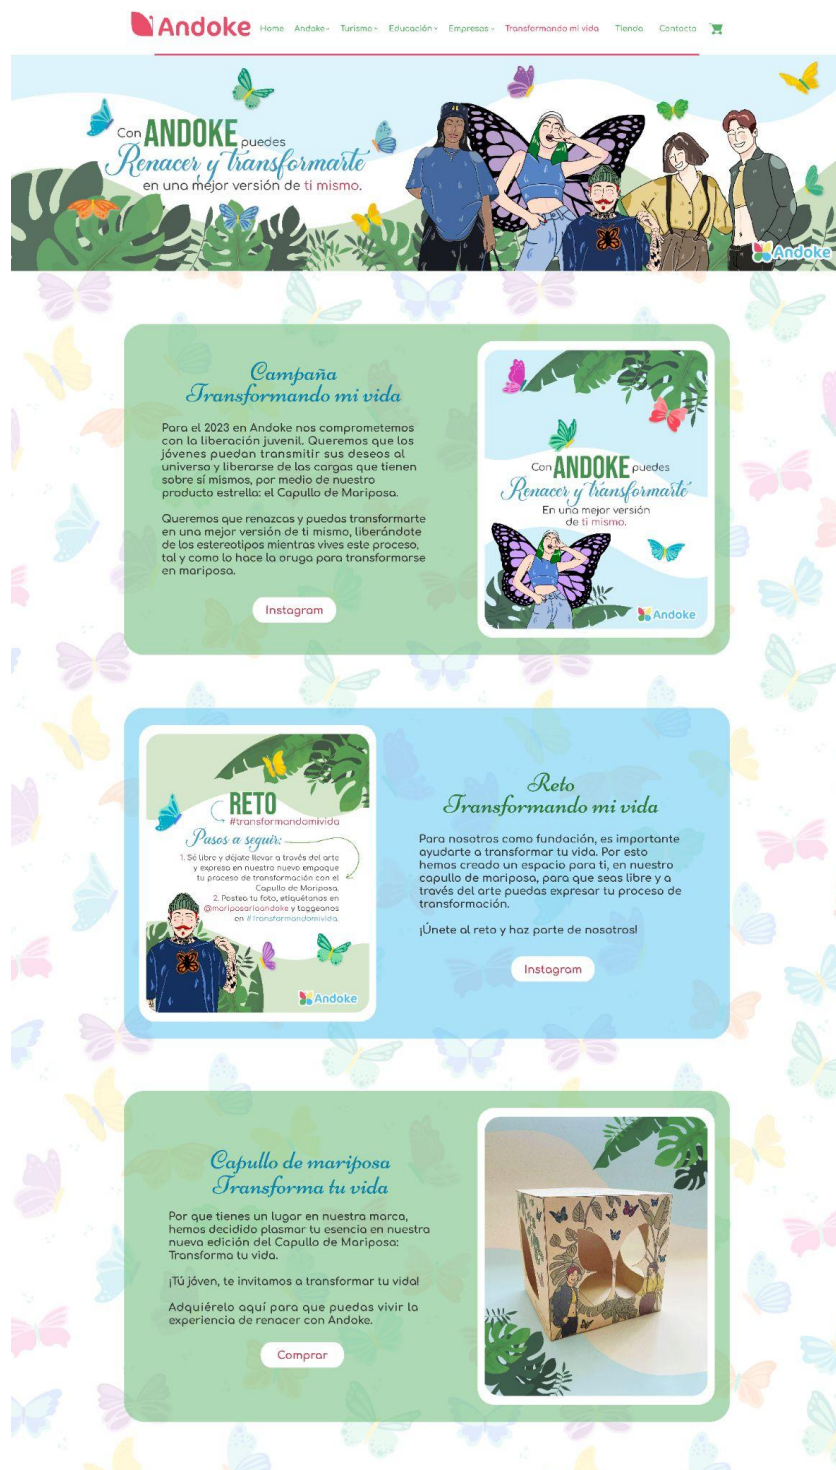 Andoke Home Andoke Turismo Educación Empresas Transformando mi vida Tienda Contacto
Con ANDOKE puedes
Renacer y transformarte
en una mejor versión de ti mismo.
Andoke
Campaña
Transformando mi vida
Para el 2023 en Andoke nos comprometemos
con la liberación juvenil. Queremos que los
jóvenes puedan transmitir sus deseos al
universo y liberarse de las cargas que tienen
sobre sí mismos, por medio de nuestro
producto estrella: el Capullo de Mariposa.
Queremos que renazcas y puedas transformarte
en una mejor versión de ti mismo, liberándote
de los estereotipos mientras vives este proceso,
tal y como lo hace la oruga para transformarse
en mariposa.
Instagram
Con ANDOKE puedes
Renacer y transformarte
En una mejor versión
de ti mismo.
Andoke
RETO
#transformandomivida
Pasos a seguir:
1. Sé libre y déjate llevar a través del arte
y expresa en nuestro nuevo empaque
tu proceso de transformación con el
Capullo de Mariposa.
2. Postea tu foto, etiquétanos en
@mariposarioandoke y taggeanos
en #Transformandomivida.
Andoke
Reto
Transformando mi vida
Para nosotros como fundación, es importante
ayudarte a transformar tu vida. Por esto
hemos creado un espacio para ti, en nuestro
capullo de mariposa, para que seas libre y a
través del arte puedas expresar tu proceso de
transformación.
¡Únete al reto y haz parte de nosotros!
Instagram
Capullo de mariposa
Transforma tu vida
Por que tienes un lugar en nuestra marca,
hemos decidido plasmar tu esencia en nuestra
nueva edición del Capullo de Mariposa:
Transforma tu vida.
¡Tú jóven, te invitamos a transformar tu vida!
Adquiérelo aquí para que puedas vivir la
experiencia de renacer con Andoke.
Comprar